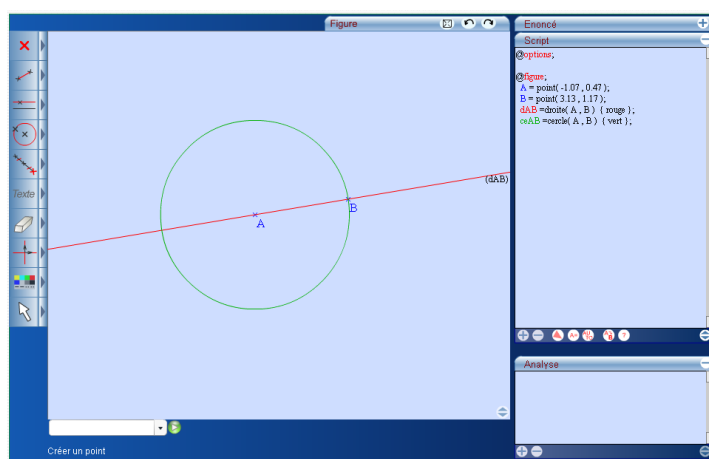 Figure
Texte
(dAB)
A
B
Créer un point
Enoncé
Script
@options;
@figure;
A = point( -1.07 , 0.47 );
B = point( 3.13 , 1.17 );
dAB =droite( A , B ) { rouge };
ceAB =cercle( A , B ) { vert };
Analyse